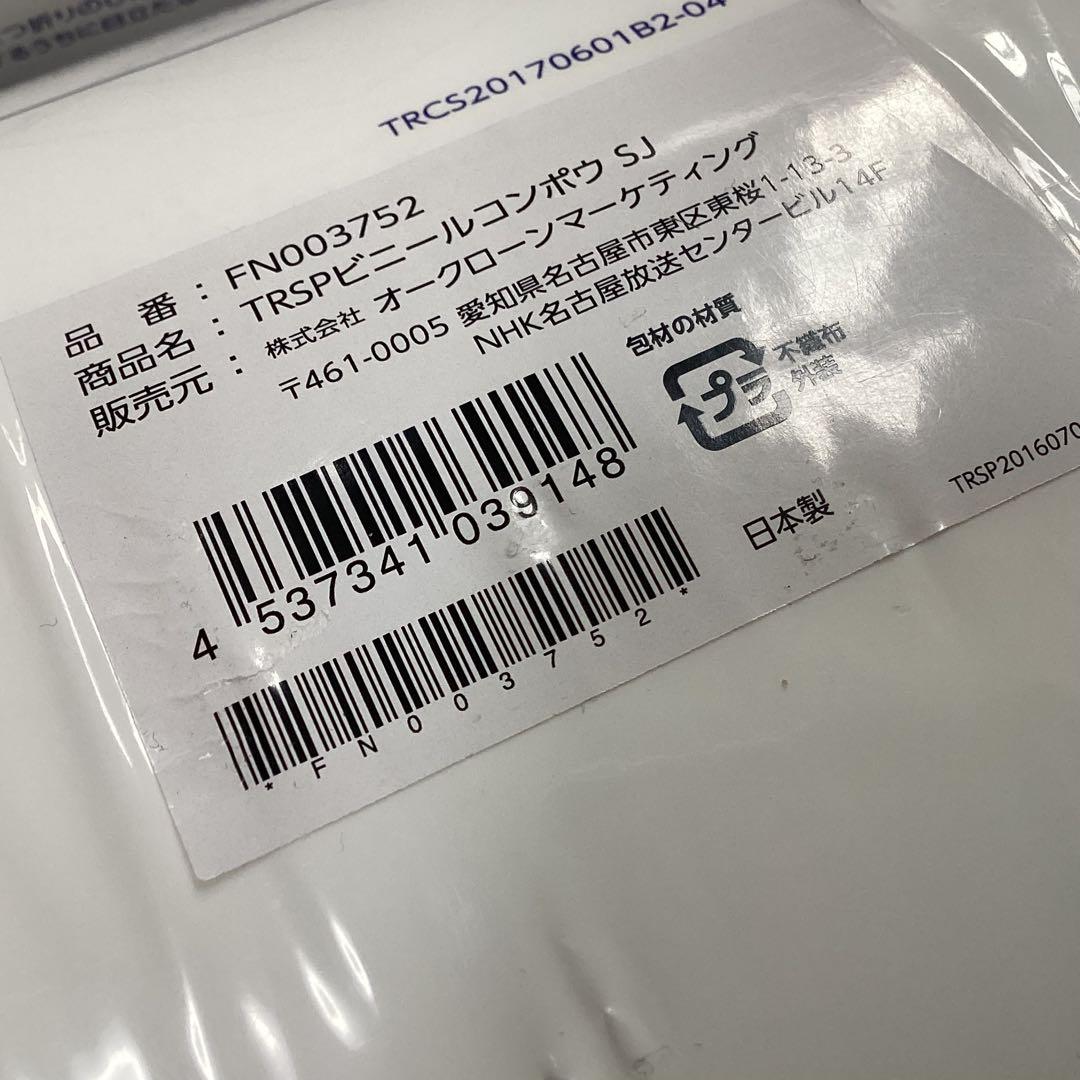 TRCS20170601B2-04
品　番：FN003752
商品名：TRSPビニールコンポウ SJ
販売元：株式会社 オークローンマーケティング
〒461-0005 愛知県名古屋市東区東桜1-13-3
NHK名古屋放送センタービル14F
包材の材質
プラ
不織布
外装
4 537341 039148
*FN003752*
日本製
TRSP2016070